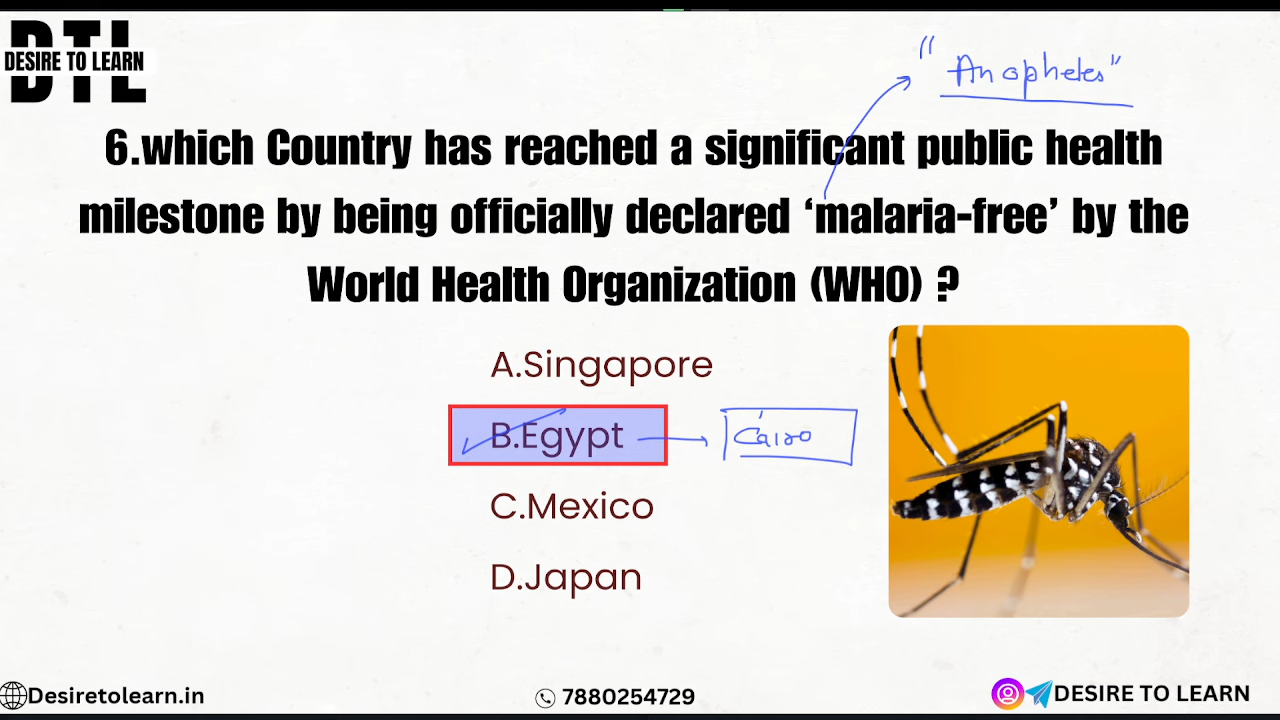 DTL
DESIRE TO LEARN
"Anopheles"
6.which Country has reached a significant public health
milestone by being officially declared ‘malaria-free’ by the
World Health Organization (WHO) ?
A.Singapore
B.Egypt
Cairo
C.Mexico
D.Japan
Desiretolearn.in
7880254729
DESIRE TO LEARN